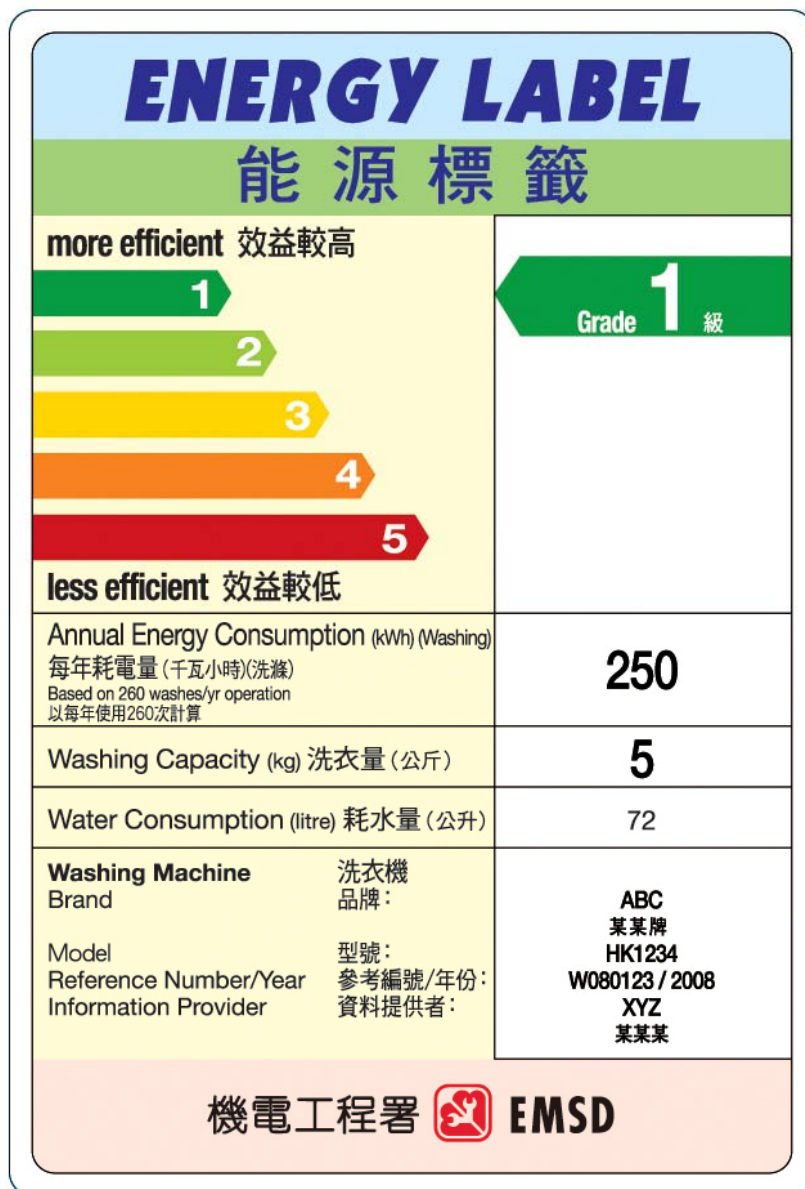 ENERGY LABEL
能源標籤
more efficient 效益較高
1
2
3
4
5
less efficient 效益較低
Grade 1 級
Annual Energy Consumption (kWh) (Washing)
每年耗電量 (千瓦小時)(洗滌)
Based on 260 washes/yr operation
以每年使用260次計算
250
Washing Capacity (kg) 洗衣量 (公斤)
5
Water Consumption (litre) 耗水量 (公升)
72
Washing Machine 洗衣機
Brand 品牌: ABC
某某牌
Model 型號: HK1234
Reference Number/Year 參考編號/年份: W080123 / 2008
Information Provider 資料提供者: XYZ
某某某
機電工程署 EMSD